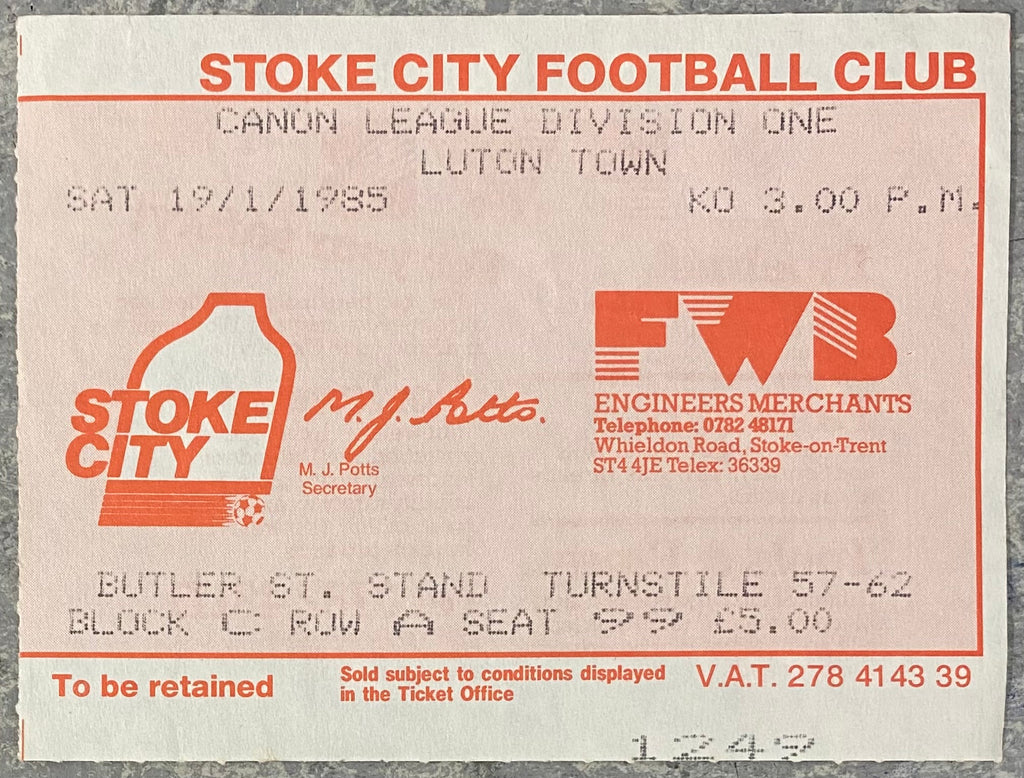 STOKE CITY FOOTBALL CLUB
CANON LEAGUE DIVISION ONE
LUTON TOWN
SAT 19/1/1985 KO 3.00 P.M.
STOKE
CITY
M. J. Potts.
M. J. Potts
Secretary
FWB
ENGINEERS MERCHANTS
Telephone: 0782 48171
Whieldon Road, Stoke-on-Trent
ST4 4JE Telex: 36339
BUTLER ST. STAND TURNSTILE 57-62
BLOCK C ROW A SEAT 99 £5.00
To be retained
Sold subject to conditions displayed
in the Ticket Office
V.A.T. 278 4143 39
1249